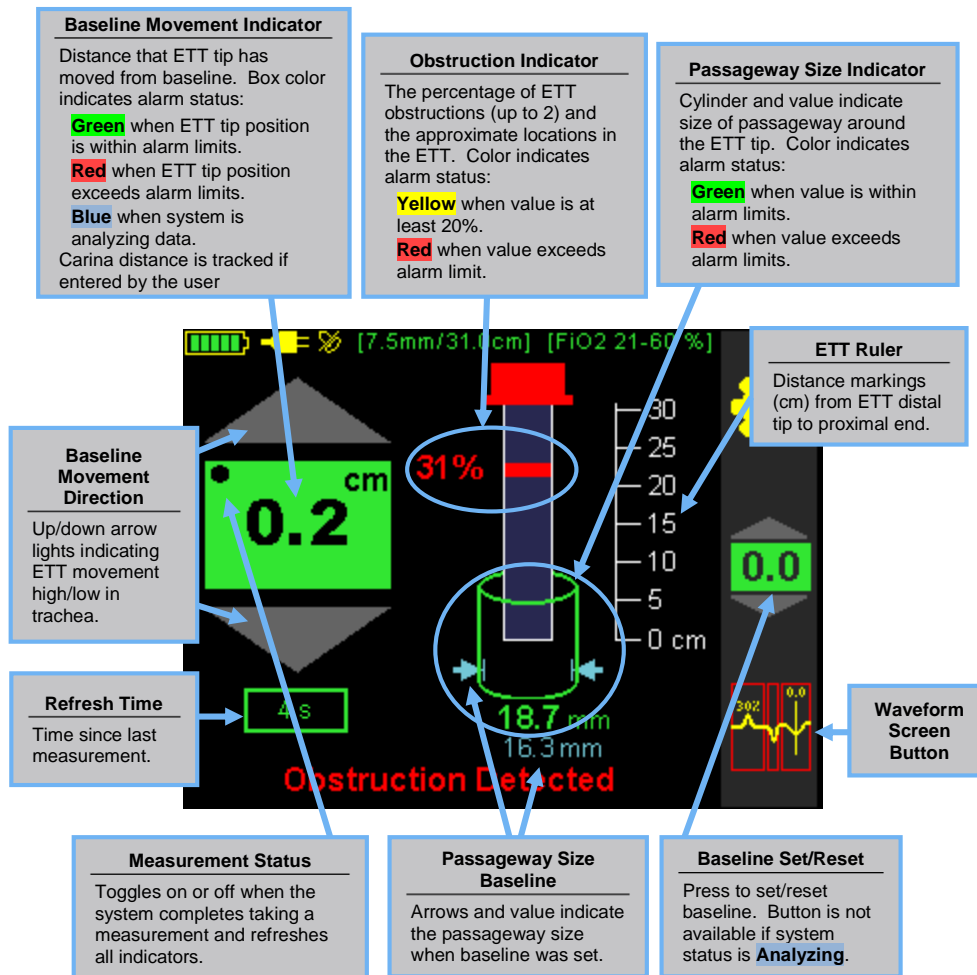 Baseline Movement Indicator
Distance that ETT tip has
moved from baseline. Box color
indicates alarm status:
Green when ETT tip position
is within alarm limits.
Red when ETT tip position
exceeds alarm limits.
Blue when system is
analyzing data.
Carina distance is tracked if
entered by the user
Obstruction Indicator
The percentage of ETT
obstructions (up to 2) and
the approximate locations in
the ETT. Color indicates
alarm status:
Yellow when value is at
least 20%.
Red when value exceeds
alarm limit.
Passageway Size Indicator
Cylinder and value indicate
size of passageway around
the ETT tip. Color indicates
alarm status:
Green when value is within
alarm limits.
Red when value exceeds
alarm limits.
[7.5mm/31.0cm] [FiO2 21-60 %]
ETT Ruler
Distance markings
(cm) from ETT distal
tip to proximal end.
Baseline
Movement
Direction
Up/down arrow
lights indicating
ETT movement
high/low in
trachea.
cm
0.2
31%
30
25
20
15
10
5
0 cm
0.0
Refresh Time
Time since last
measurement.
4 s
18.7 mm
16.3 mm
Obstruction Detected
30%
0.0
Waveform
Screen
Button
Measurement Status
Toggles on or off when the
system completes taking a
measurement and refreshes
all indicators.
Passageway Size
Baseline
Arrows and value indicate
the passageway size
when baseline was set.
Baseline Set/Reset
Press to set/reset
baseline. Button is not
available if system
status is Analyzing.